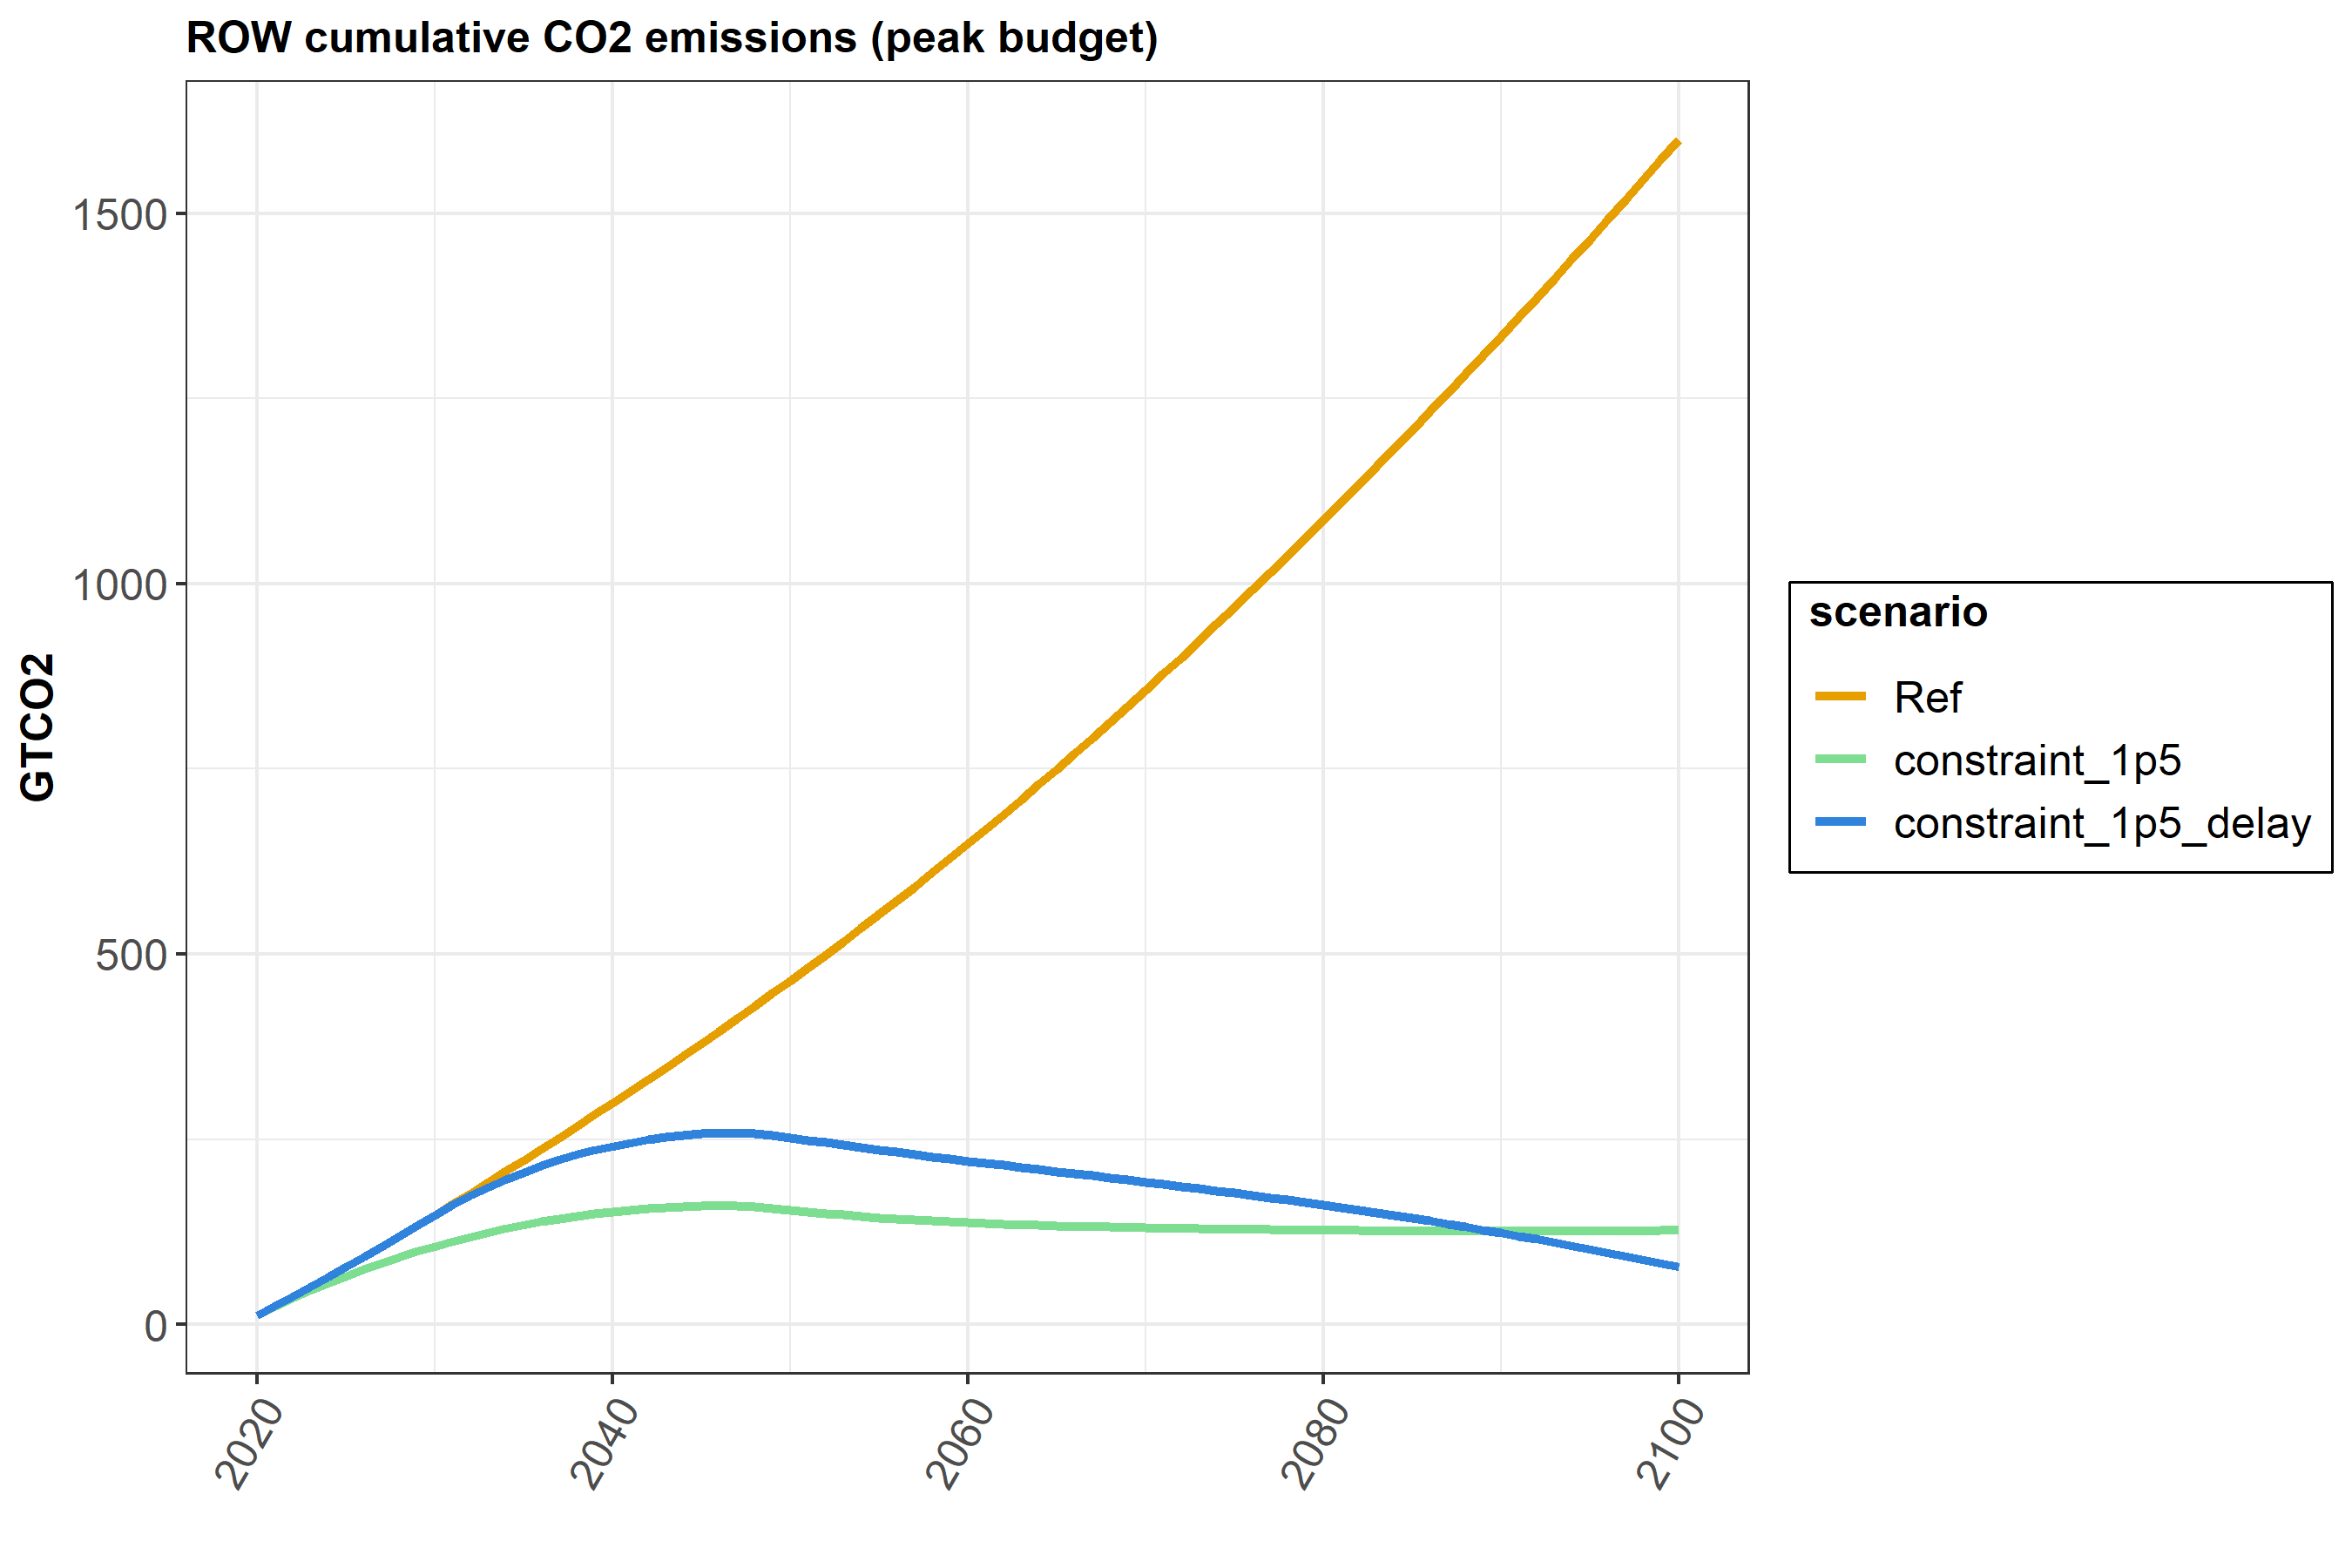 ROW cumulative CO2 emissions (peak budget)
GTCO2
1500
1000
500
0
2020
2040
2060
2080
2100
scenario
Ref
constraint_1p5
constraint_1p5_delay